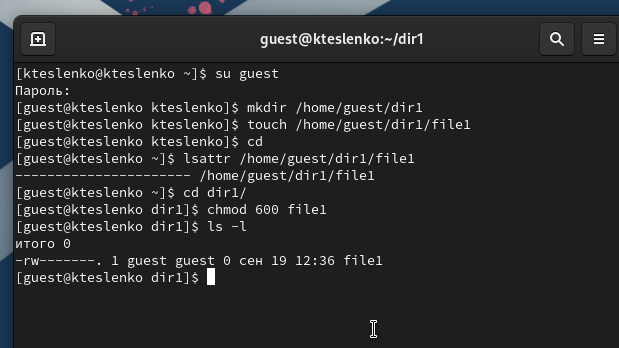 guest@kteslenko:~/dir1
[kteslenko@kteslenko ~]$ su guest
Пароль:
[guest@kteslenko kteslenko]$ mkdir /home/guest/dir1
[guest@kteslenko kteslenko]$ touch /home/guest/dir1/file1
[guest@kteslenko kteslenko]$ cd
[guest@kteslenko ~]$ lsattr /home/guest/dir1/file1
---------------------- /home/guest/dir1/file1
[guest@kteslenko ~]$ cd dir1/
[guest@kteslenko dir1]$ chmod 600 file1
[guest@kteslenko dir1]$ ls -l
итого 0
-rw-------. 1 guest guest 0 сен 19 12:36 file1
[guest@kteslenko dir1]$